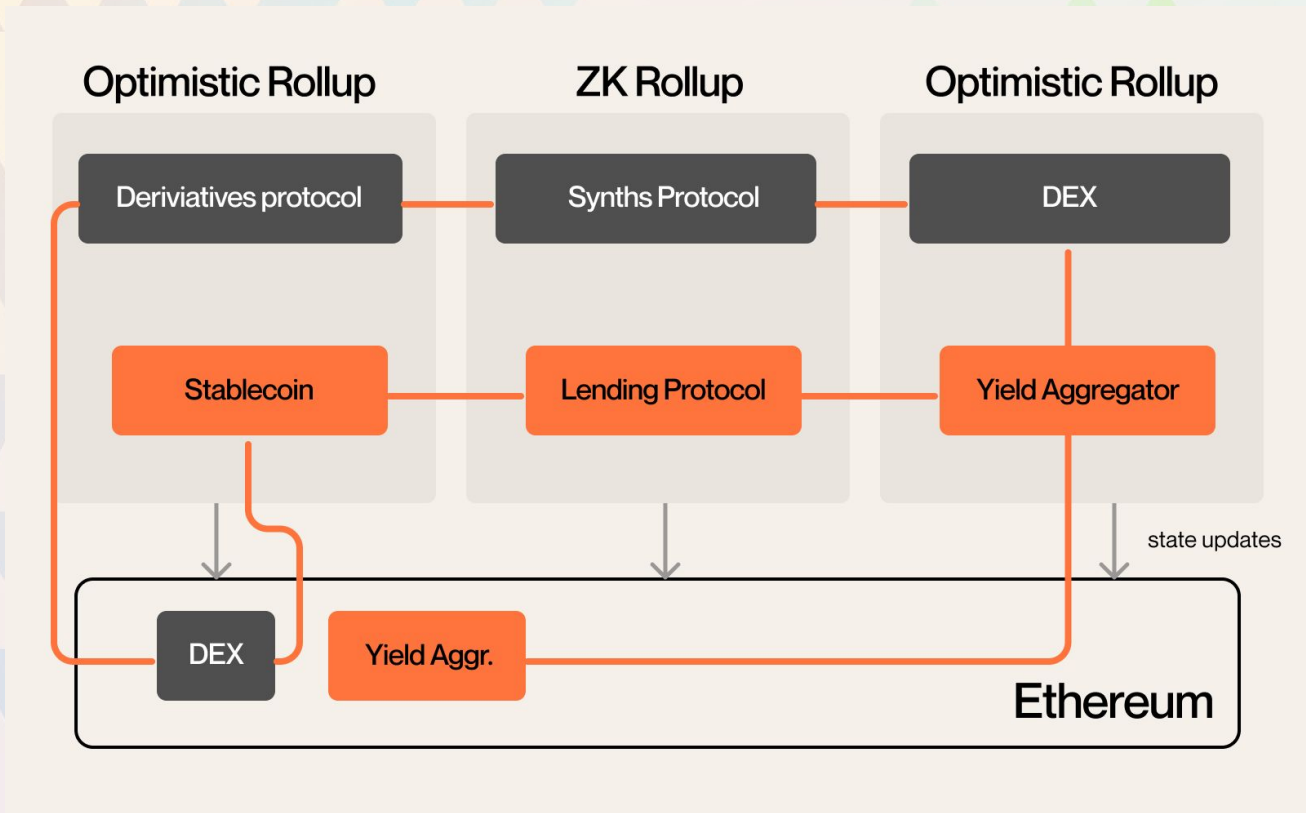 Optimistic Rollup
ZK Rollup
Optimistic Rollup
Deriviatives protocol
Synths Protocol
DEX
Stablecoin
Lending Protocol
Yield Aggregator
state updates
DEX
Yield Aggr.
Ethereum